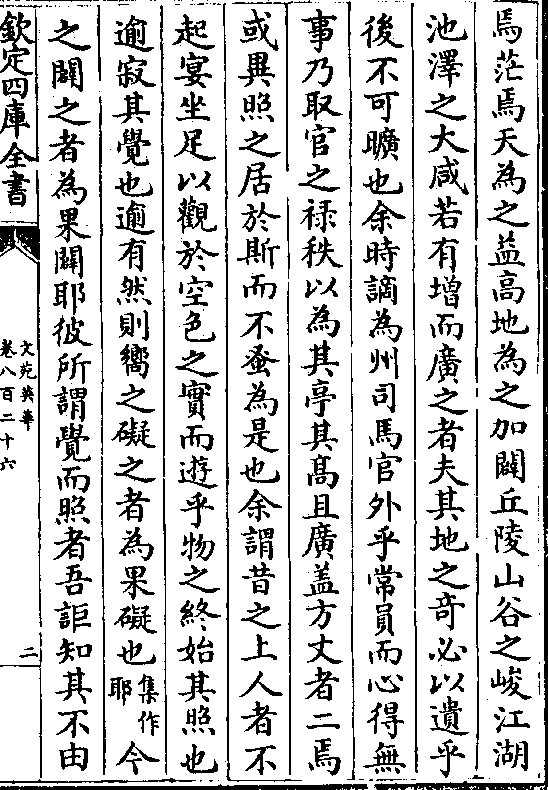 焉茫焉天為之益高地為之加闢丘陵山谷之峻江湖
池澤之大咸若有増而廣之者夫其地之竒必以遺乎
後不可曠也余時謫為州司馬官外乎常員而心得無
事乃取官之禄秩以為其亭其髙且廣盖方丈者二焉
或異照之居於斯而不蚤為是也余謂昔之上人者不
起宴坐足以觀於空色之實而逰乎物之終始其照也
逾寂其覺也逾有然則嚮之礙之者為果礙也集作耶今
之闢之者為果闢耶彼所謂覺而照者吾詎知其不由
欽定四庫全書
文苑英華
卷八百二十六
二